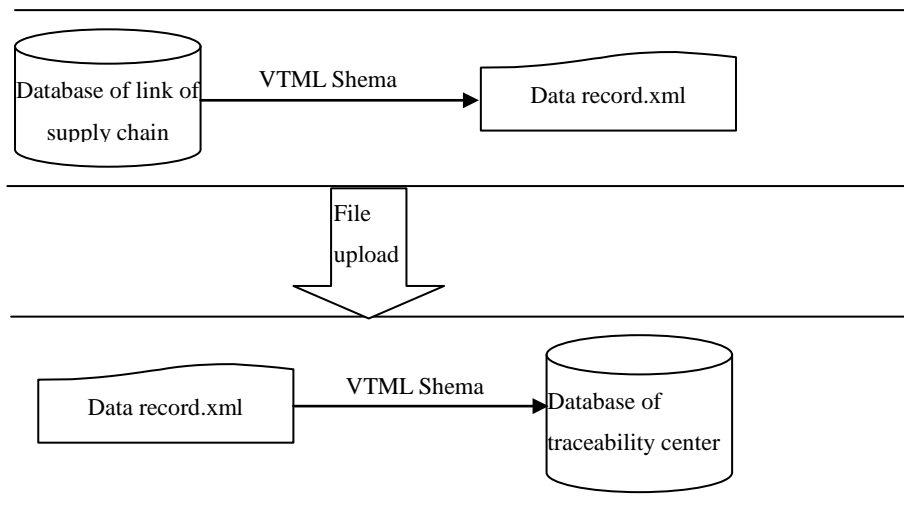 VTML Shema
Database of link of
supply chain
Data record.xml
File
upload
VTML Shema
Data record.xml
Database of
traceability center